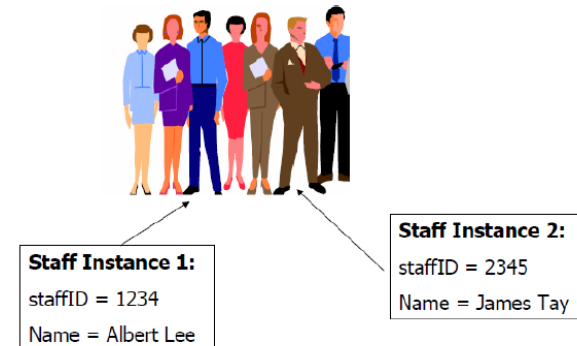 Staff Instance 1:
staffID = 1234
Name = Albert Lee
Staff Instance 2:
staffID = 2345
Name = James Tay